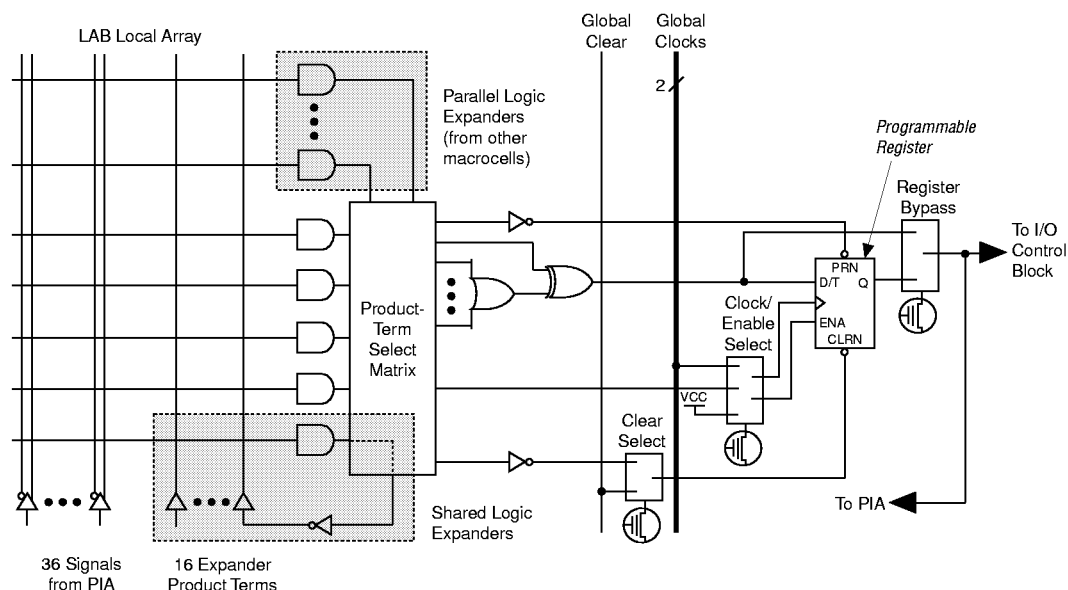 LAB Local Array
Global
Clear
Global
Clocks
2
Parallel Logic
Expanders
(from other
macrocells)
Programmable
Register
Register
Bypass
To I/O
Control
Block
PRN
D/T
Q
ENA
CLRN
Clock/
Enable
Select
Product-
Term
Select
Matrix
VCC
Clear
Select
To PIA
Shared Logic
Expanders
36 Signals
from PIA
16 Expander
Product Terms